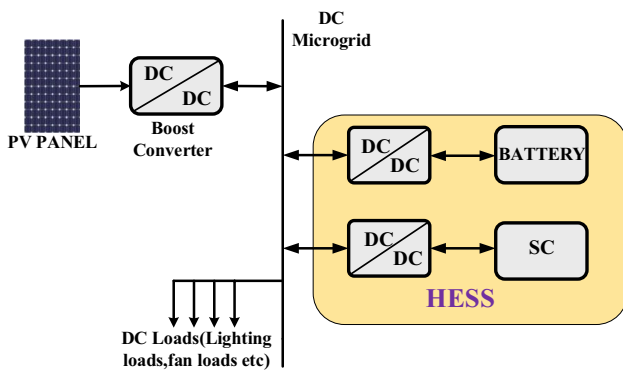 DC
Microgrid
DC
DC
PV PANEL
Boost
Converter
DC
DC
BATTERY
DC
DC
SC
HESS
DC Loads(Lighting
loads,fan loads etc)